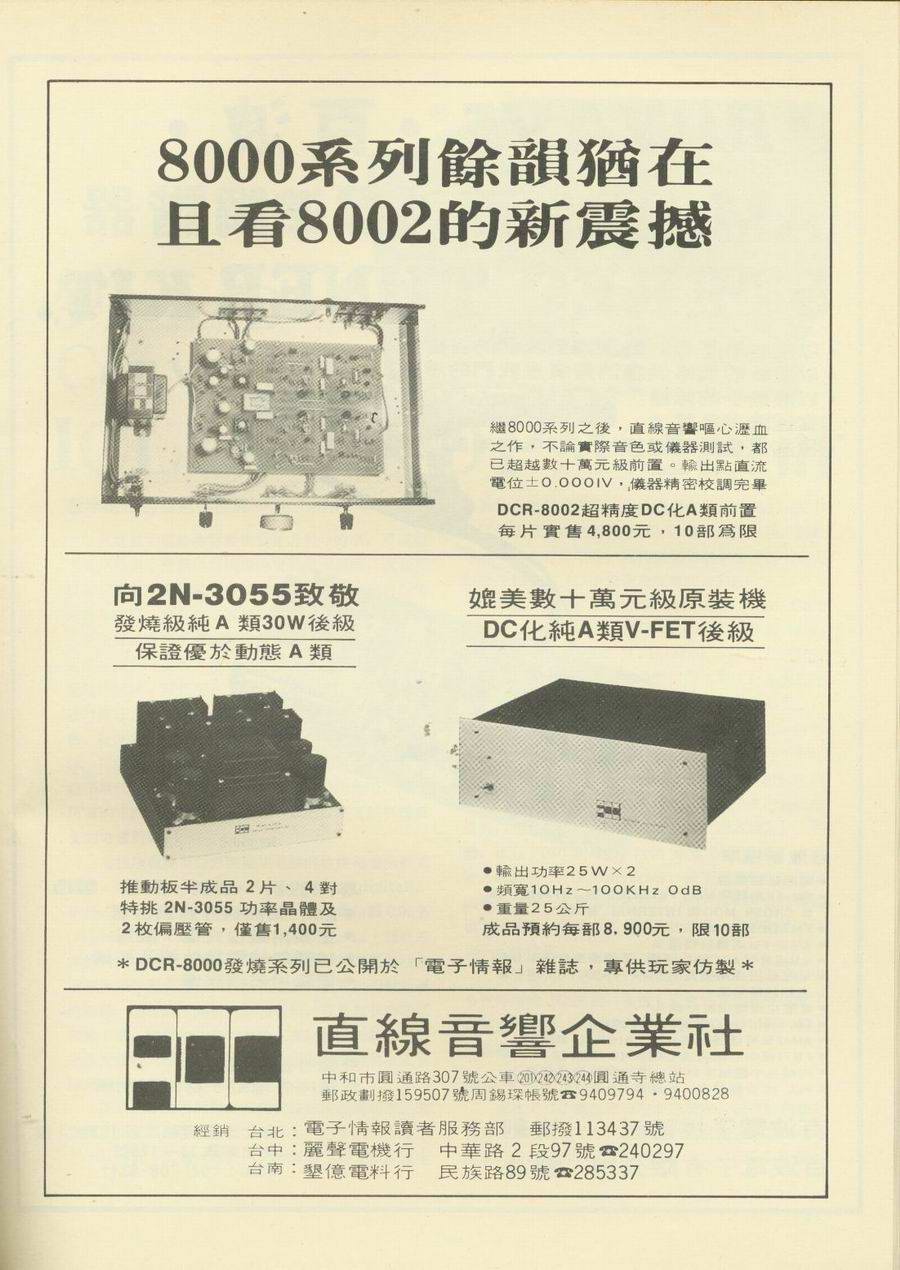 8000系列餘韻猶在
且看8002的新震撼
繼8000系列之後，直線音響嘔心瀝血
之作，不論實際音色或儀器測試，都
已超越數十萬元級前置。輸出點直流
電位±0.0001V，儀器精密校調完畢
DCR-8002超精度DC化A類前置
每片實售4,800元，10部爲限
向2N-3055致敬
發燒級純A 類30W後級
保證優於動態 A 類
推動板半成品 2 片、 4 對
特挑 2N-3055 功率晶體及
2 枚偏壓管，僅售1,400元
媲美數十萬元級原裝機
DC化純A類V-FET後級
●輸出功率25W×2
●頻寬10Hz～100KHz 0dB
●重量25公斤
成品預約每部8,900元，限10部
＊DCR-8000發燒系列已公開於「電子情報」雜誌，專供玩家仿製＊
直線音響企業社
中和市圓通路307號公車201242243244圓通寺總站
郵政劃撥159507號周錫琛帳號☎9409794・9400828
經銷 台北：電子情報讀者服務部 郵撥113437號
台中：麗聲電機行 中華路 2 段97號☎240297
台南：墾億電料行 民族路89號☎285337